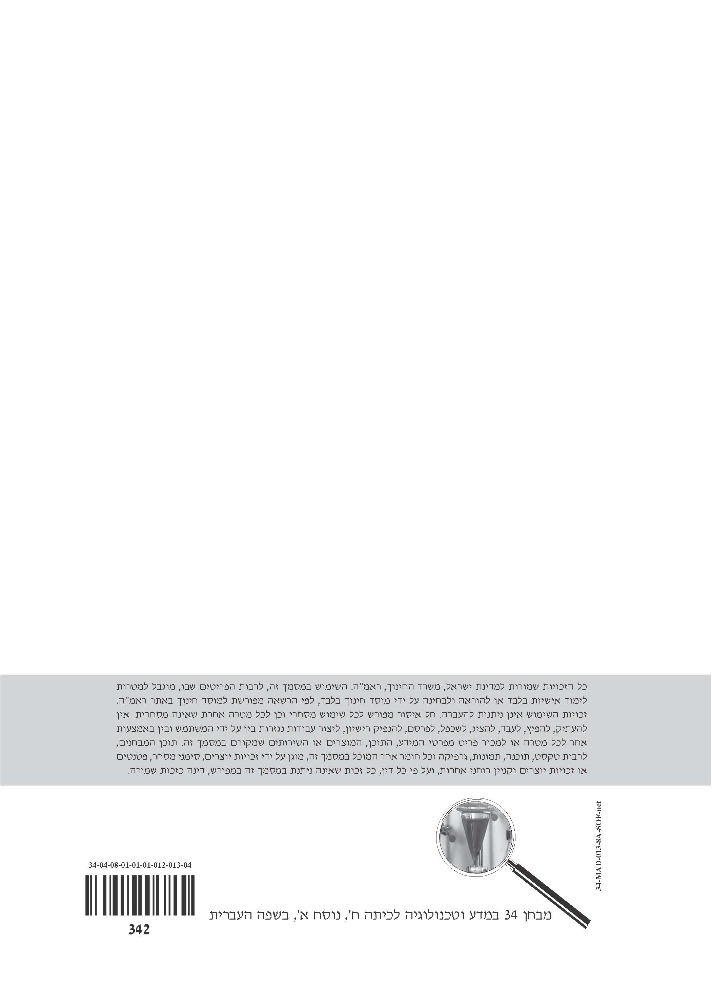 כל הזכויות שמורות למדינת ישראל, משרד החינוך, ראמ"ה. השימוש במסמך זה, לרבות הפריטים שבו, מוגבל למטרות
לימוד אישיות בלבד או להוראה ולבחינה על ידי מוסד חינוך בלבד, לפי הרשאה מפורשת למוסד חינוך באתר ראמ"ה.
זכויות השימוש אינן ניתנות להעברה. חל איסור מפורש לכל שימוש מסחרי וכן לכל מטרה אחרת שאינה מסחרית. אין
להעתיק, להפיץ, לעבד, להציג, לשכפל, לפרסם, להנפיק רישיון, ליצור עבודות נגזרות בין על ידי המשתמש ובין באמצעות
אחר לכל מטרה או למכור פריט מפרטי המידע, התוכן, המוצרים או השירותים שמקורם במסמך זה. תוכן המבחנים,
לרבות טקסט, תוכנה, תמונות, גרפיקה וכל חומר אחר המוכל במסמך זה, מוגן על ידי זכויות יוצרים, סימני מסחר, פטנטים
או זכויות יוצרים וקניין רוחני אחרות, ועל פי כל דין; כל זכות שאינה ניתנת במסמך זה במפורש, דינה כזכות שמורה.
34-MAD-013-8A-SOF-net
34-04-08-01-01-01-012-013-04
מבחן 34 במדע וטכנולוגיה לכיתה ח', נוסח א', בשפה העברית
342